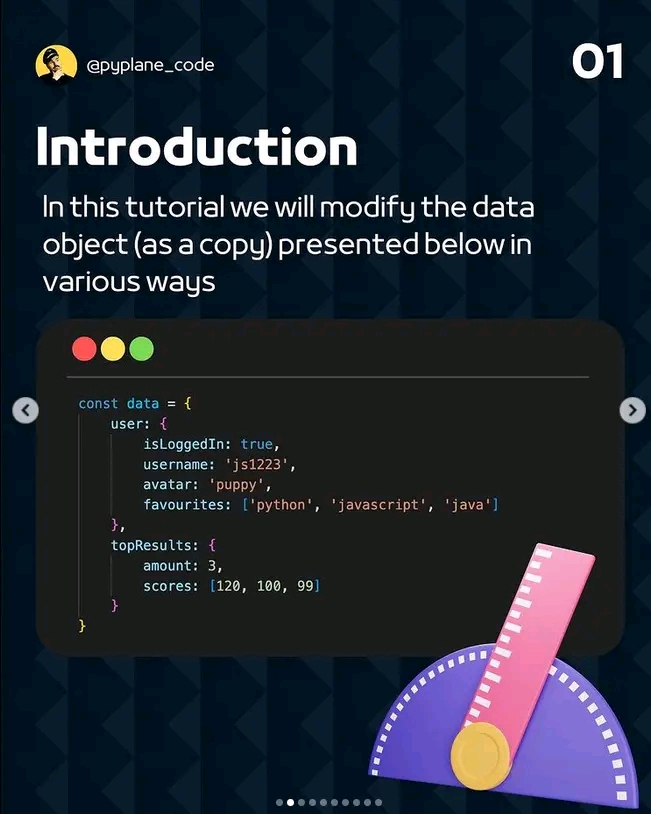 @pyplane_code
01
Introduction
In this tutorial we will modify the data
object (as a copy) presented below in
various ways
const data = {
    user: {
        isLoggedIn: true,
        username: 'js1223',
        avatar: 'puppy',
        favourites: ['python', 'javascript', 'java']
    },
    topResults: {
        amount: 3,
        scores: [120, 100, 99]
    }
}